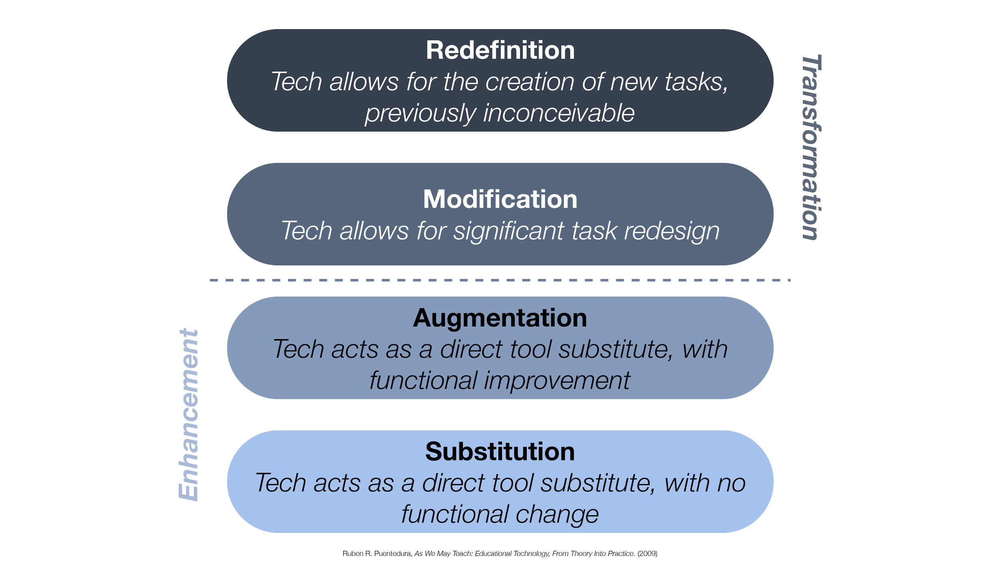 Redefinition
Tech allows for the creation of new tasks,
previously inconceivable
Transformation
Modification
Tech allows for significant task redesign
Augmentation
Tech acts as a direct tool substitute, with
functional improvement
Enhancement
Substitution
Tech acts as a direct tool substitute, with no
functional change
Ruben R. Puentedura, As We May Teach: Educational Technology, From Theory Into Practice. (2009)